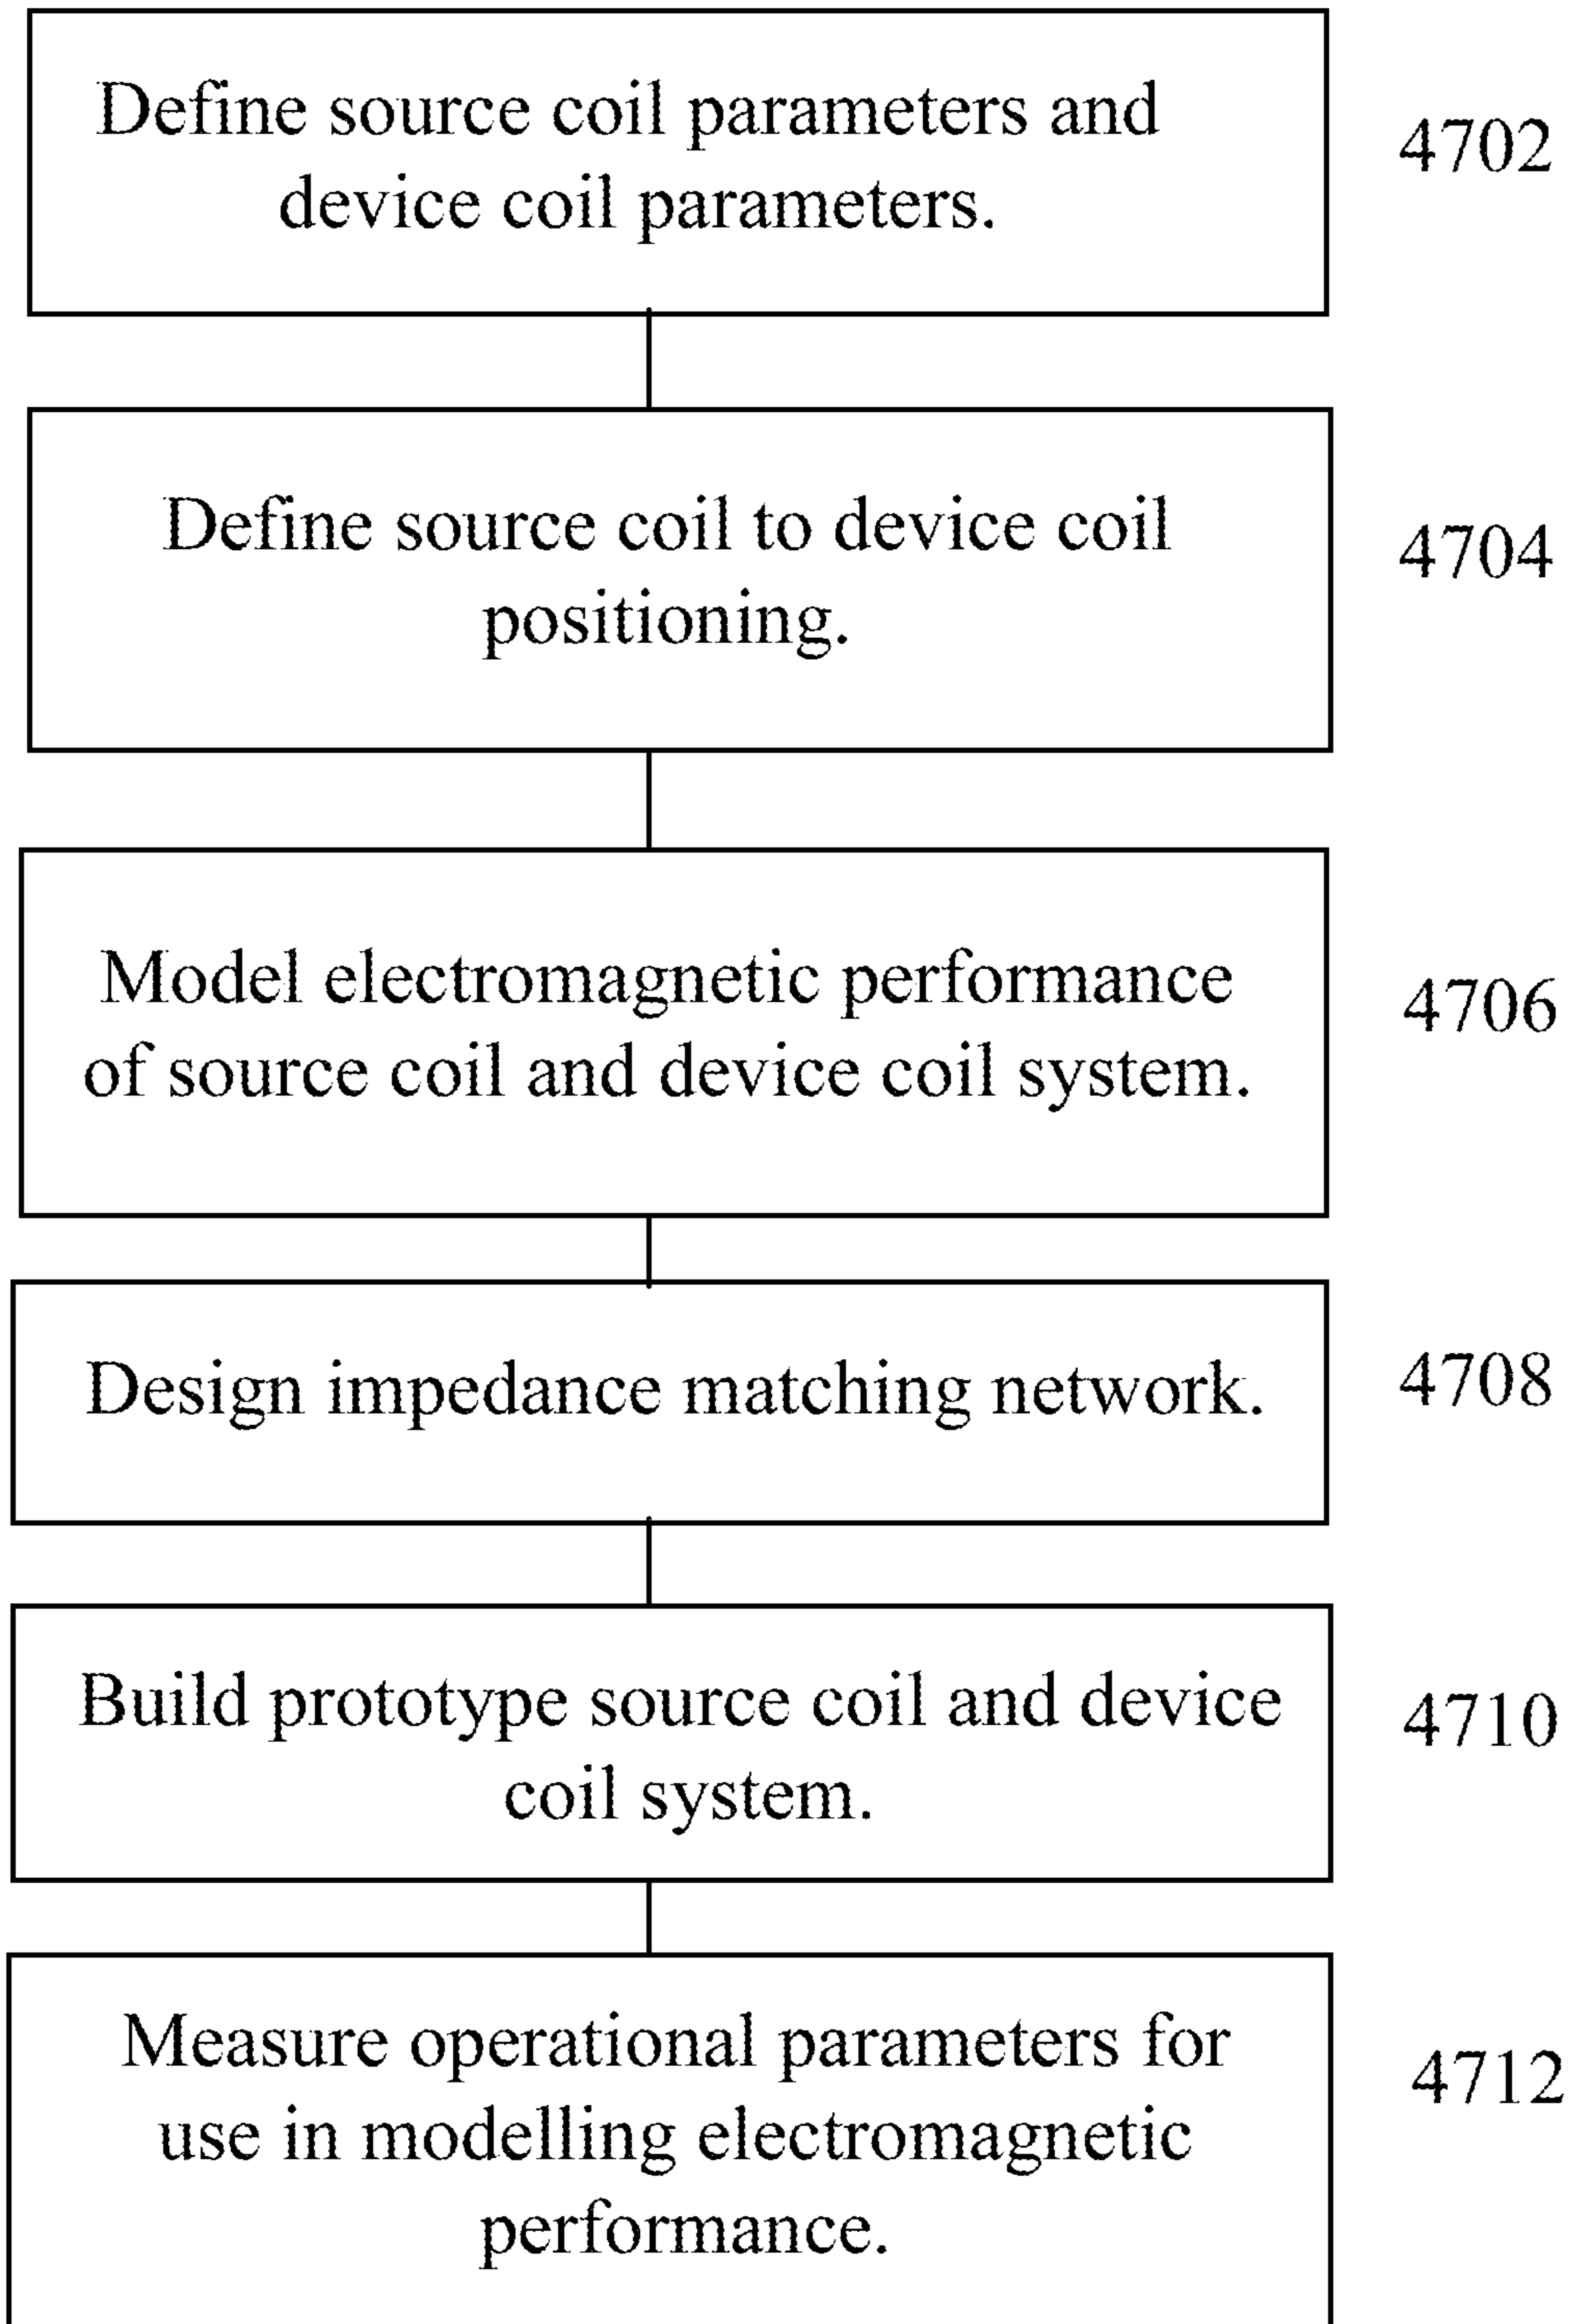 Define source coil parameters and
device coil parameters.
4702
Define source coil to device coil
positioning.
4704
Model electromagnetic performance
of source coil and device coil system.
4706
Design impedance matching network.
4708
Build prototype source coil and device
coil system.
4710
Measure operational parameters for
use in modelling electromagnetic
performance.
4712